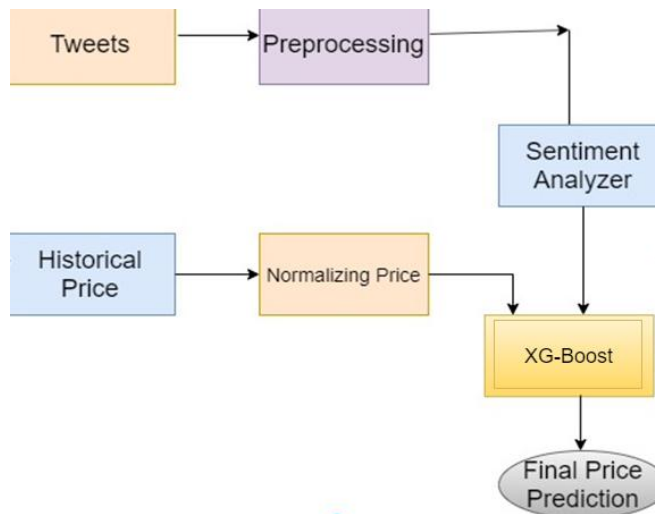 Tweets
Preprocessing
Sentiment
Analyzer
Historical
Price
Normalizing Price
XG-Boost
Final Price
Prediction